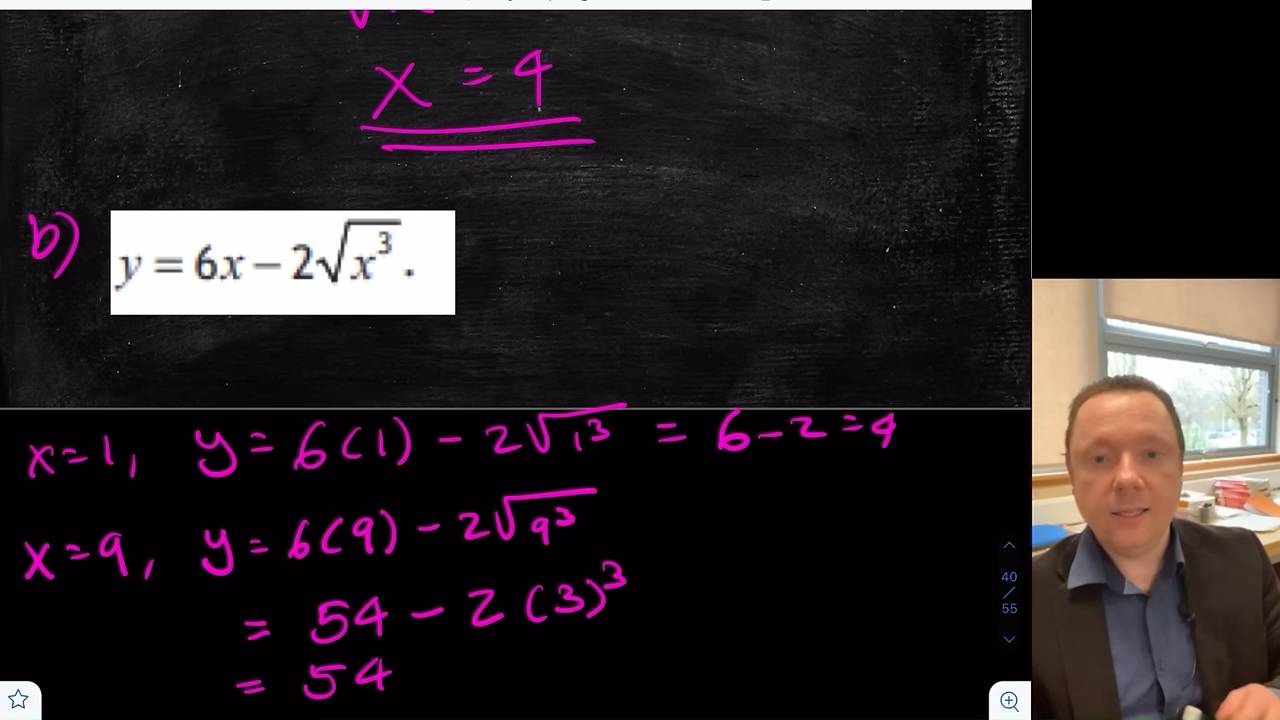 x = 4
b) y = 6x − 2√x³.
x=1, y = 6(1) − 2√1³ = 6−2=4
x=9, y = 6(9) − 2√9³
= 54 − 2(3)³
= 54
40
/
55